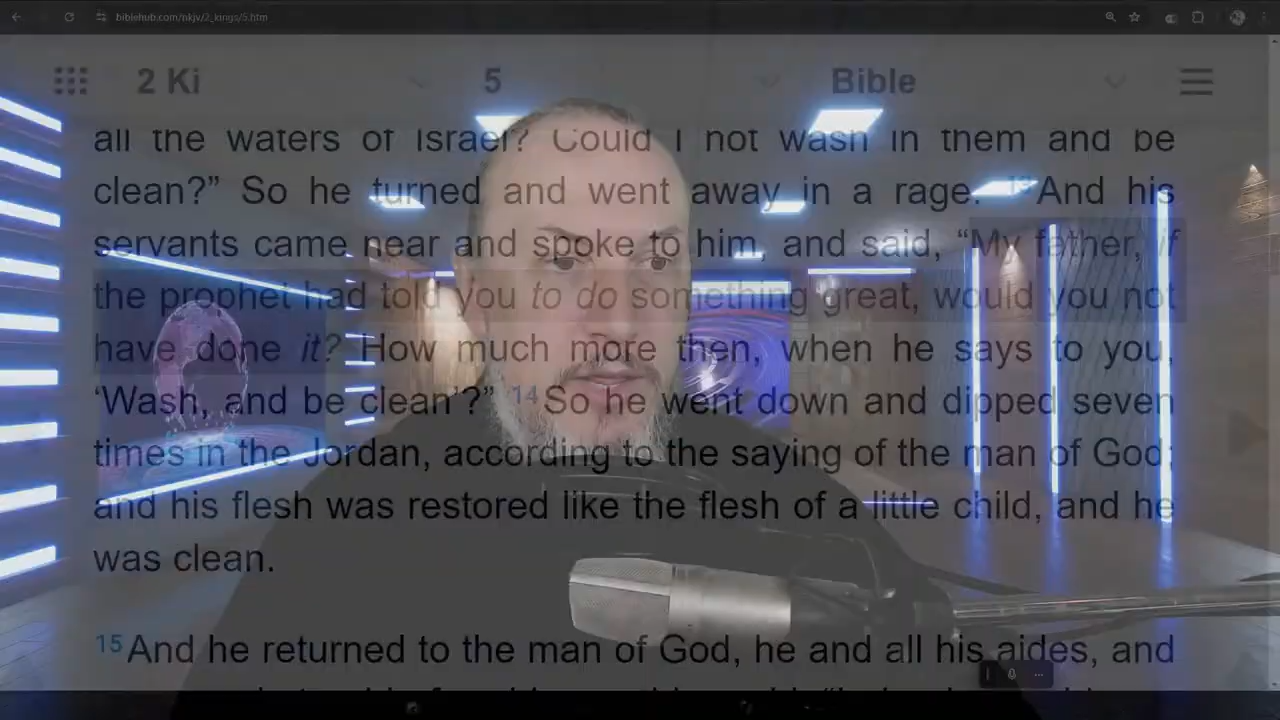 biblehub.com/nkjv/2_kings/5.htm
2 Ki 5 Bible
all the waters of Israel? Could I not wash in them and be
clean?” So he turned and went away in a rage. 13 And his
servants came near and spoke to him, and said, “My father, if
the prophet had told you to do something great, would you not
have done it? How much more then, when he says to you,
‘Wash, and be clean’?” 14 So he went down and dipped seven
times in the Jordan, according to the saying of the man of God;
and his flesh was restored like the flesh of a little child, and he
was clean.
15 And he returned to the man of God, he and all his aides, and